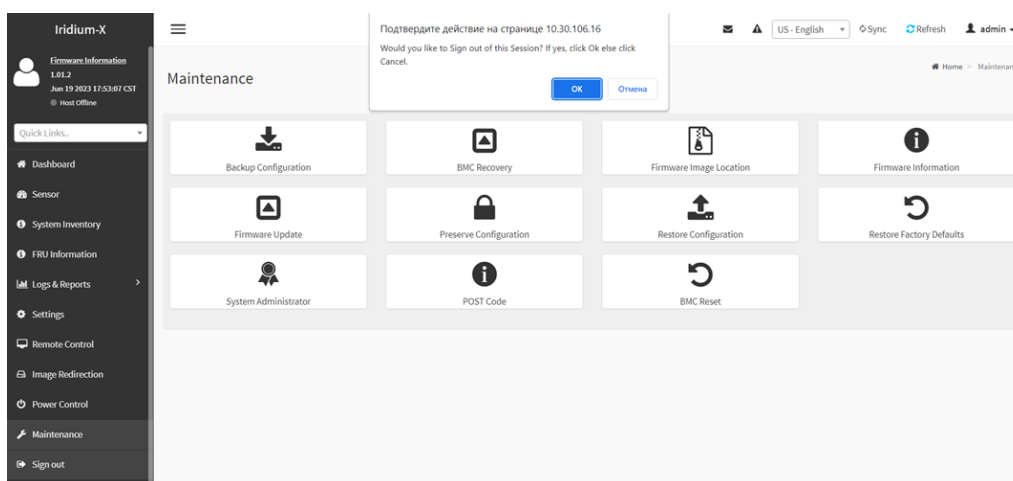 Iridium-X
Firmware Information
1.01.2
Jun 19 2023 17:53:07 CST
Host Offline
Quick Links..
Dashboard
Sensor
System Inventory
FRU Information
Logs & Reports
Settings
Remote Control
Image Redirection
Power Control
Maintenance
Sign out
Подтвердите действие на странице 10.30.106.16
Would you like to Sign out of this Session? If yes, click Ok else click
Cancel.
ОК
Отмена
US - English
Sync
Refresh
admin
Maintenance
Home > Maintenan
Backup Configuration
BMC Recovery
Firmware Image Location
Firmware Information
Firmware Update
Preserve Configuration
Restore Configuration
Restore Factory Defaults
System Administrator
POST Code
BMC Reset